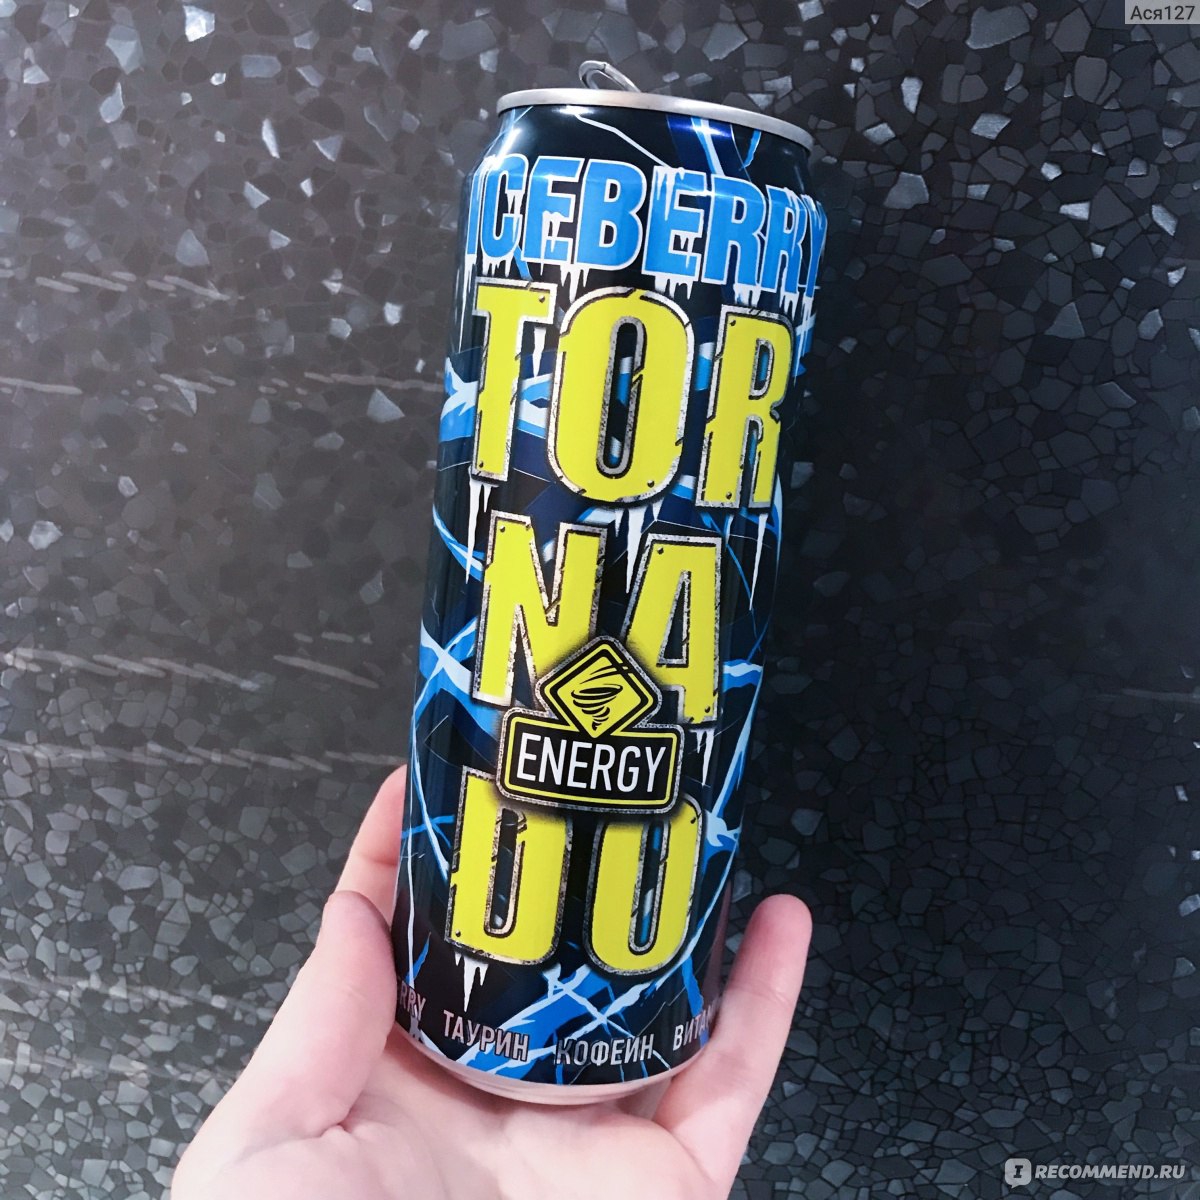 Ася127
ICEBERRY
TOR
NA
ENERGY
DO
ТАУРИН КОФЕИН
I RECOMMEND.RU